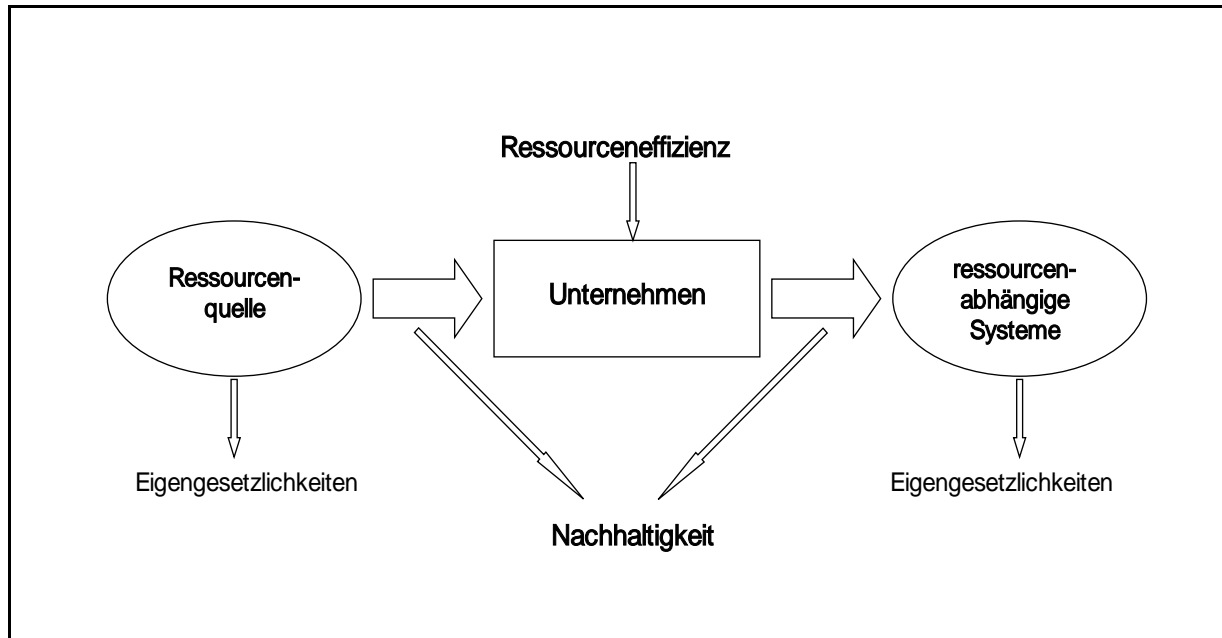 Ressourceneffizienz
Ressourcen-
quelle
Unternehmen
ressourcen-
abhängige
Systeme
Eigengesetzlichkeiten
Eigengesetzlichkeiten
Nachhaltigkeit